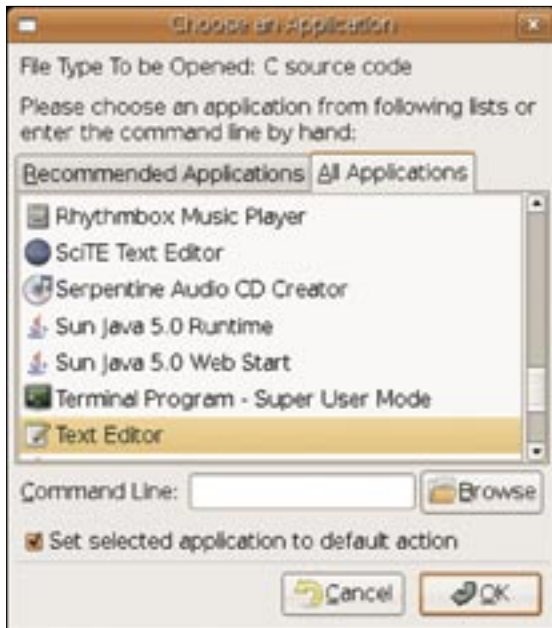 Choose an Application
File Type To be Opened: C source code
Please choose an application from following lists or
enter the command line by hand:
Recommended Applications
All Applications
Rhythmbox Music Player
SciTE Text Editor
Serpentine Audio CD Creator
Sun Java 5.0 Runtime
Sun Java 5.0 Web Start
Terminal Program - Super User Mode
Text Editor
Command Line:
Browse
Set selected application to default action
Cancel
OK